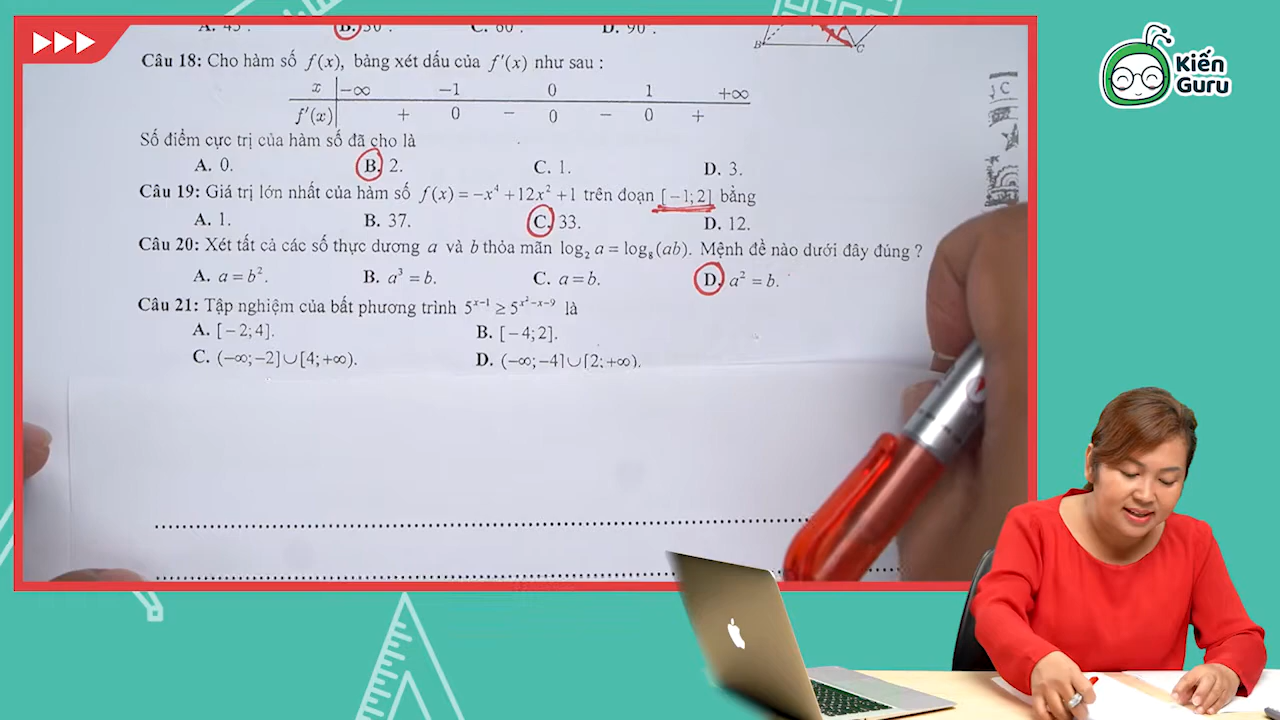 A. 45°. B. 30°. C. 60°. D. 90°.
B C
Câu 18: Cho hàm số f(x), bảng xét dấu của f'(x) như sau :
x −∞ −1 0 1 +∞
f'(x) + 0 − 0 − 0 +
Số điểm cực trị của hàm số đã cho là
A. 0. B. 2. C. 1. D. 3.
Câu 19: Giá trị lớn nhất của hàm số f(x) = −x⁴ + 12x² + 1 trên đoạn [−1;2] bằng
A. 1. B. 37. C. 33. D. 12.
Câu 20: Xét tất cả các số thực dương a và b thỏa mãn log₂ a = log₈(ab). Mệnh đề nào dưới đây đúng ?
A. a = b². B. a³ = b. C. a = b. D. a² = b.
Câu 21: Tập nghiệm của bất phương trình 5^(x−1) ≥ 5^(x²−x−9) là
A. [−2;4]. B. [−4;2].
C. (−∞;−2]∪[4;+∞). D. (−∞;−4]∪[2;+∞).
Kiến
Guru